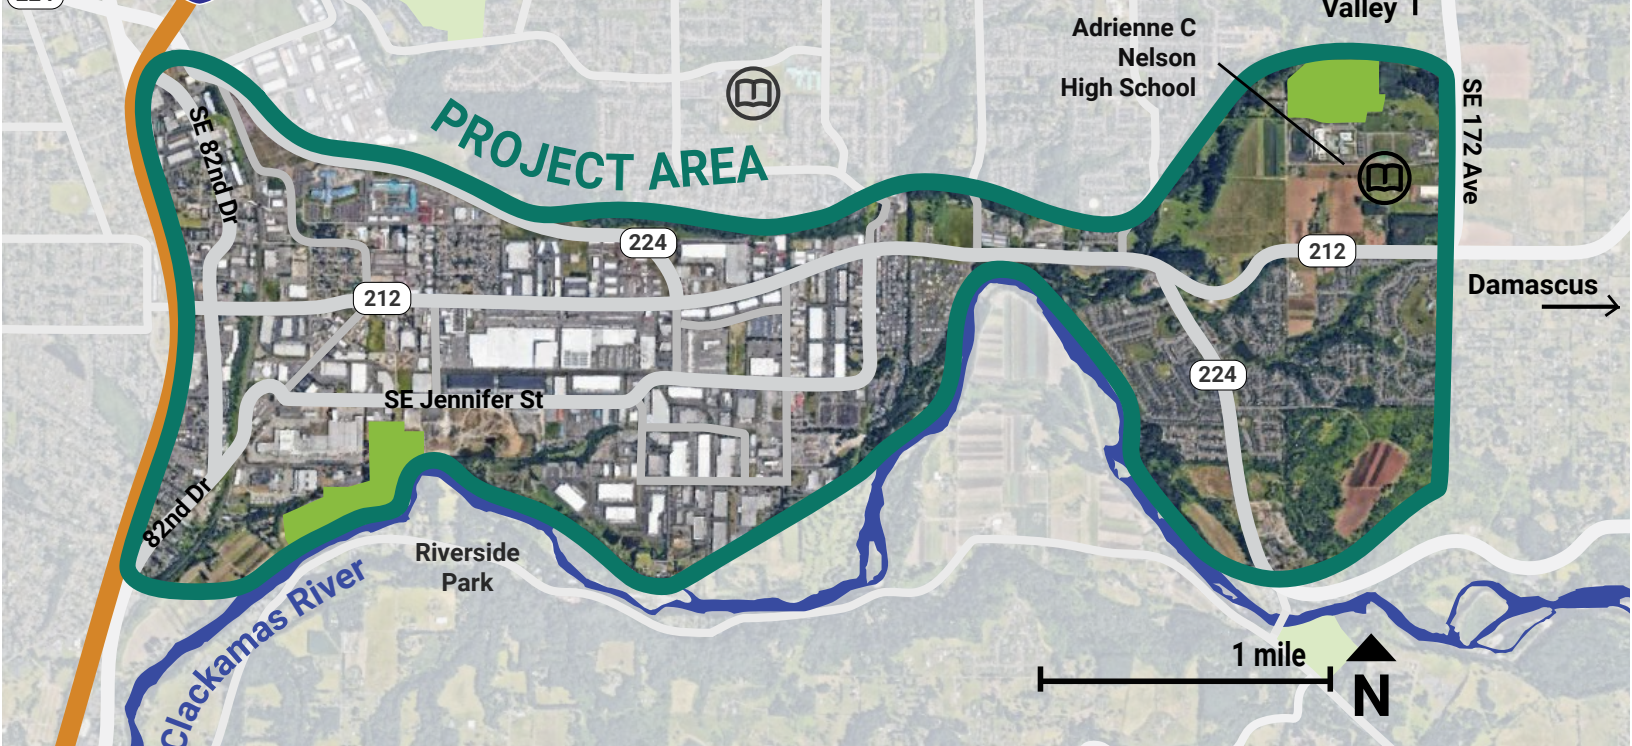 Valley
Adrienne C
Nelson
High School
SE 172 Ave
SE 82nd Dr
PROJECT AREA
224
212
212
Damascus
224
SE Jennifer St
82nd Dr
Riverside
Park
Clackamas River
1 mile
N